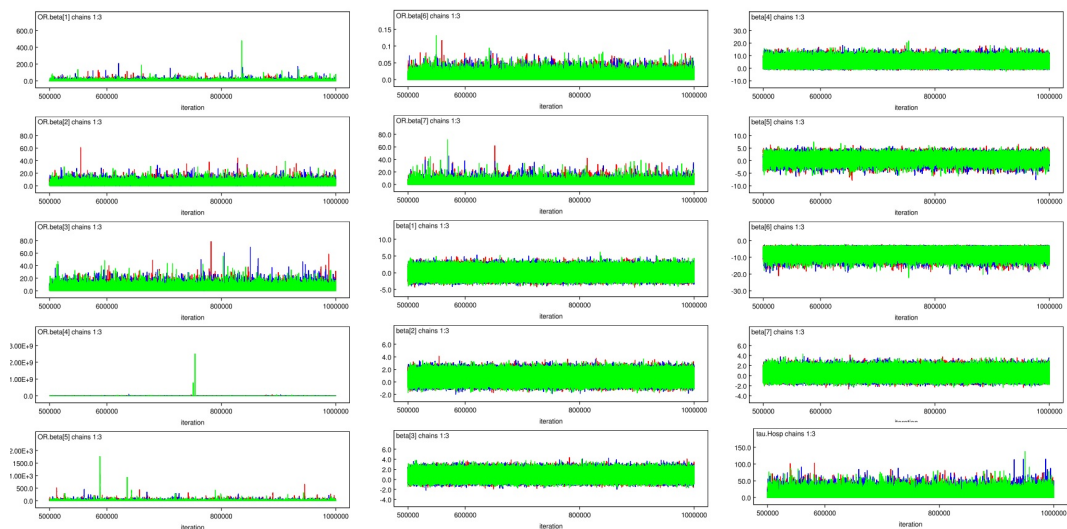 OR.beta[1] chains 1:3
600.0
400.0
200.0
0.0
500000 600000 800000 1000000
iteration
OR.beta[2] chains 1:3
80.0
60.0
40.0
20.0
0.0
500000 600000 800000 1000000
iteration
OR.beta[3] chains 1:3
80.0
60.0
40.0
20.0
0.0
500000 600000 800000 1000000
iteration
OR.beta[4] chains 1:3
3.00E+9
2.00E+9
1.00E+9
0.0
500000 600000 800000 1000000
iteration
OR.beta[5] chains 1:3
2.00E+3
1500.0
1.00E+3
500.0
0.0
500000 600000 800000 1000000
iteration
OR.beta[6] chains 1:3
0.15
0.1
0.05
0.0
500000 600000 800000 1000000
iteration
OR.beta[7] chains 1:3
80.0
60.0
40.0
20.0
0.0
500000 600000 800000 1000000
iteration
beta[1] chains 1:3
10.0
5.0
0.0
-5.0
500000 600000 800000 1000000
iteration
beta[2] chains 1:3
6.0
4.0
2.0
0.0
-2.0
500000 600000 800000 1000000
iteration
beta[3] chains 1:3
6.0
4.0
2.0
0.0
-2.0
-4.0
500000 600000 800000 1000000
iteration
beta[4] chains 1:3
30.0
20.0
10.0
0.0
-10.0
500000 600000 800000 1000000
iteration
beta[5] chains 1:3
10.0
5.0
0.0
-5.0
-10.0
500000 600000 800000 1000000
iteration
beta[6] chains 1:3
0.0
-10.0
-20.0
-30.0
500000 600000 800000 1000000
iteration
beta[7] chains 1:3
6.0
4.0
2.0
0.0
-2.0
-4.0
500000 600000 800000 1000000
iteration
tau.Hosp chains 1:3
150.0
100.0
50.0
0.0
500000 600000 800000 1000000
iteration